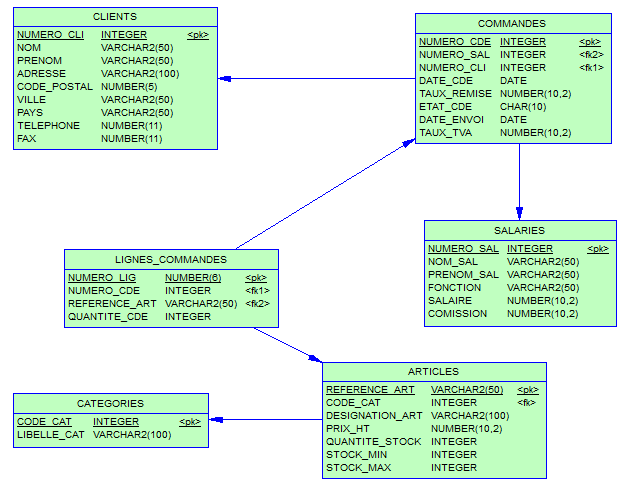 CLIENTS
NUMERO_CLI INTEGER <pk>
NOM VARCHAR2(50)
PRENOM VARCHAR2(50)
ADRESSE VARCHAR2(100)
CODE_POSTAL NUMBER(5)
VILLE VARCHAR2(50)
PAYS VARCHAR2(50)
TELEPHONE NUMBER(11)
FAX NUMBER(11)
COMMANDES
NUMERO_CDE INTEGER <pk>
NUMERO_SAL INTEGER <fk2>
NUMERO_CLI INTEGER <fk1>
DATE_CDE DATE
TAUX_REMISE NUMBER(10,2)
ETAT_CDE CHAR(10)
DATE_ENVOI DATE
TAUX_TVA NUMBER(10,2)
SALARIES
NUMERO_SAL INTEGER <pk>
NOM_SAL VARCHAR2(50)
PRENOM_SAL VARCHAR2(50)
FONCTION VARCHAR2(50)
SALAIRE NUMBER(10,2)
COMISSION NUMBER(10,2)
LIGNES_COMMANDES
NUMERO_LIG NUMBER(6) <pk>
NUMERO_CDE INTEGER <fk1>
REFERENCE_ART VARCHAR2(50) <fk2>
QUANTITE_CDE INTEGER
ARTICLES
REFERENCE_ART VARCHAR2(50) <pk>
CODE_CAT INTEGER <fk>
DESIGNATION_ART VARCHAR2(100)
PRIX_HT NUMBER(10,2)
QUANTITE_STOCK INTEGER
STOCK_MIN INTEGER
STOCK_MAX INTEGER
CATEGORIES
CODE_CAT INTEGER <pk>
LIBELLE_CAT VARCHAR2(100)